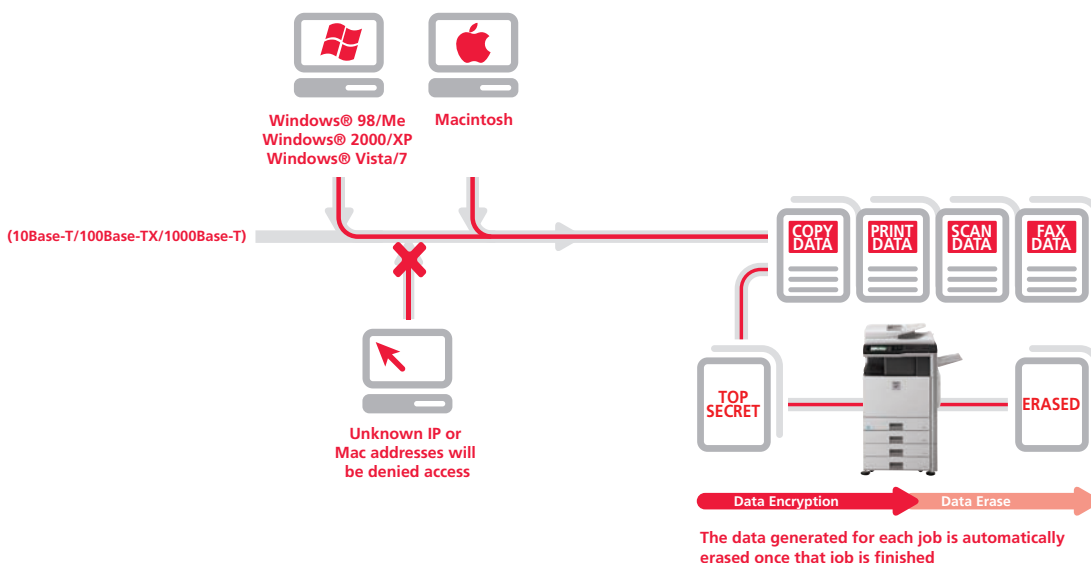 Windows® 98/Me
Windows® 2000/XP
Windows® Vista/7
Macintosh
(10Base-T/100Base-TX/1000Base-T)
COPY
DATA
PRINT
DATA
SCAN
DATA
FAX
DATA
Unknown IP or
Mac addresses will
be denied access
TOP
SECRET
ERASED
Data Encryption
Data Erase
The data generated for each job is automatically
erased once that job is finished